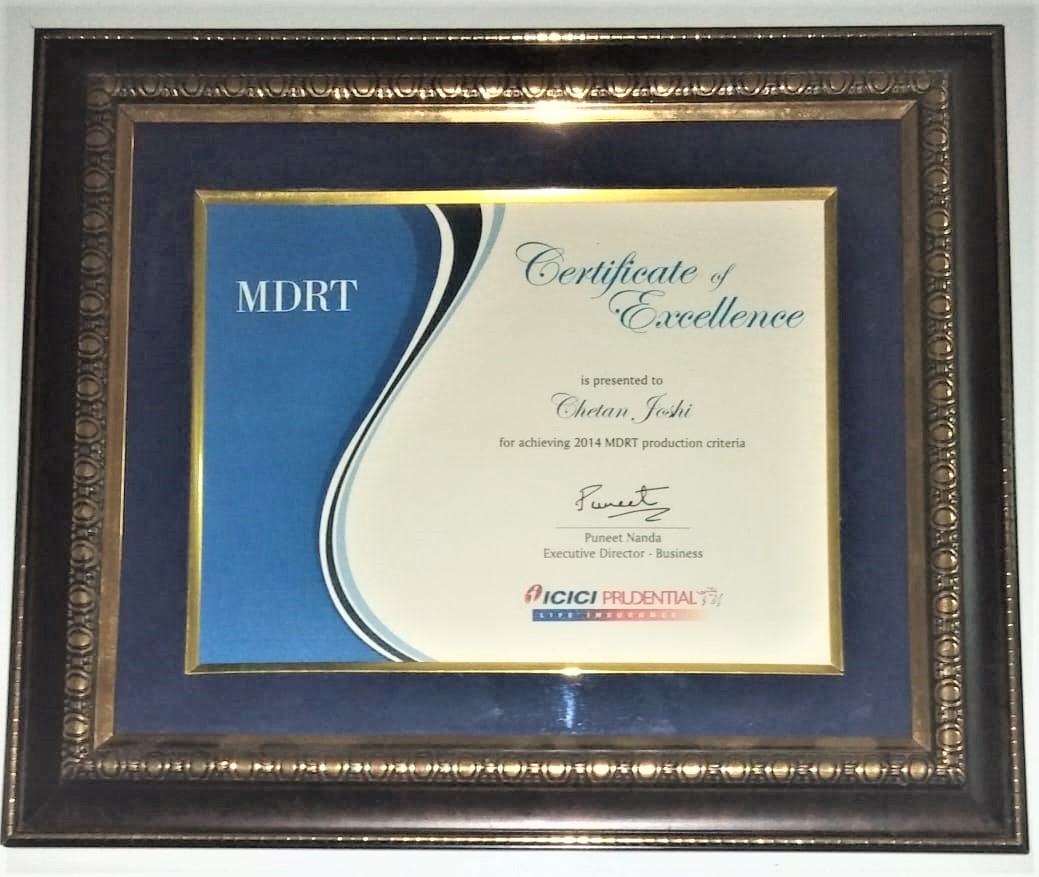 MDRT
Certificate of
Excellence
is presented to
Chetan Joshi
for achieving 2014 MDRT production criteria
Puneet
Puneet Nanda
Executive Director - Business
ICICI PRUDENTIAL
LIFE INSURANCE